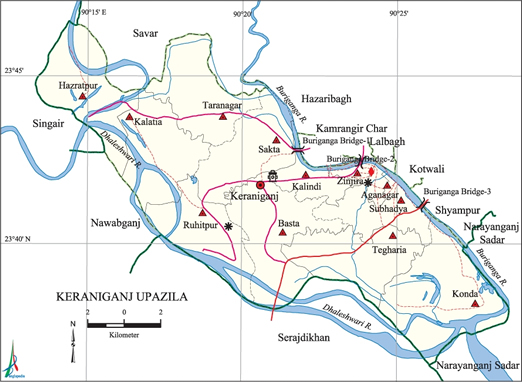 90°15' E
90°20'
90°25'
Savar
23°45'
Hazratpur
Buriganga R.
Hazaribagh
Taranagar
Kalatia
Kamrangir Char
Singair
Buriganga Bridge-1
Lalbagh
Sakta
Buriganga Bridge-2
Dhaleshwari R.
Kotwali
Kalindi
Zinjira
Keraniganj
Aganagar
Buriganga Bridge-3
Subhadya
Shyampur
Nawabganj
Ruhitpur
Basta
Narayanganj
Sadar
23°40' N
Tegharia
Buriganga R.
KERANIGANJ UPAZILA
Konda
2 0 2
Kilometer
Dhaleshwari R.
N
Serajdikhan
Narayanganj Sadar